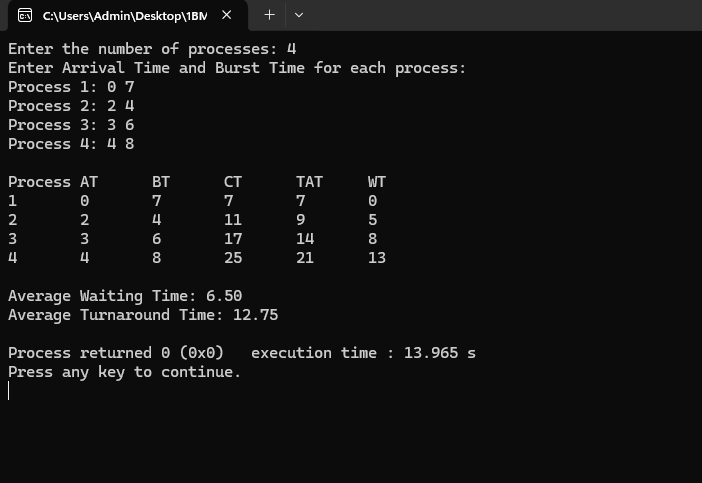 C:\Users\Admin\Desktop\1BM
Enter the number of processes: 4
Enter Arrival Time and Burst Time for each process:
Process 1: 0 7
Process 2: 2 4
Process 3: 3 6
Process 4: 4 8
Process AT BT CT TAT WT
1 0 7 7 7 0
2 2 4 11 9 5
3 3 6 17 14 8
4 4 8 25 21 13
Average Waiting Time: 6.50
Average Turnaround Time: 12.75
Process returned 0 (0x0) execution time : 13.965 s
Press any key to continue.